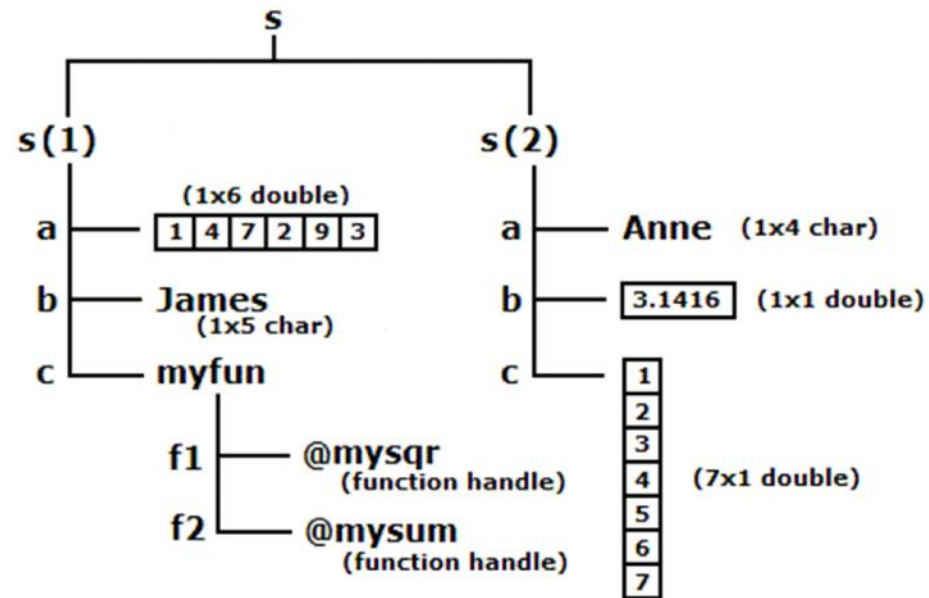 s
s(1)
s(2)
(1x6 double)
a
1 4 7 2 9 3
a
Anne (1x4 char)
b
James
(1x5 char)
b
3.1416 (1x1 double)
c
myfun
c
1
2
3
4
5
6
7
(7x1 double)
f1
@mysqr
(function handle)
f2
@mysum
(function handle)